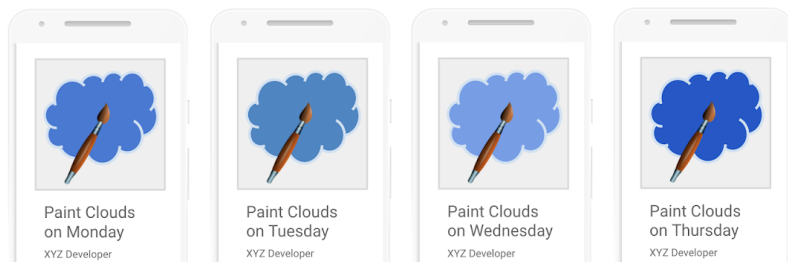 Paint Clouds
on Monday
XYZ Developer
Paint Clouds
on Tuesday
XYZ Developer
Paint Clouds
on Wednesday
XYZ Developer
Paint Clouds
on Thursday
XYZ Developer